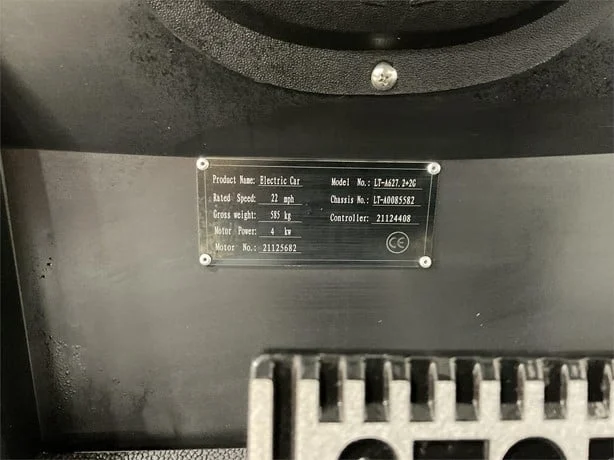 Product Name: Electric Car
Model No.: LT-A627.2+2G
Rated Speed: 22 mph
Chassis No.: LT-A0085582
Gross weight: 585 kg
Controller: 21124408
Motor Power: 4 kw
Motor No.: 21125682
CE